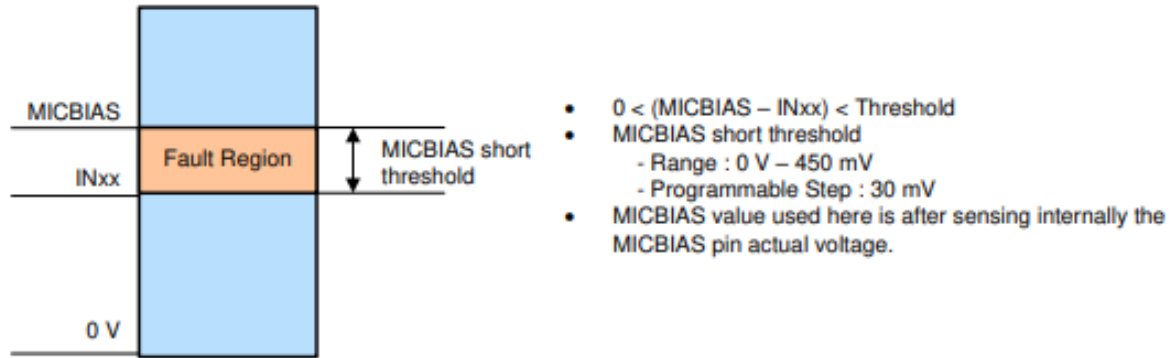 MICBIAS
Fault Region
INxx
MICBIAS short
threshold
0 V
• 0 < (MICBIAS – INxx) < Threshold
• MICBIAS short threshold
- Range : 0 V – 450 mV
- Programmable Step : 30 mV
• MICBIAS value used here is after sensing internally the
MICBIAS pin actual voltage.